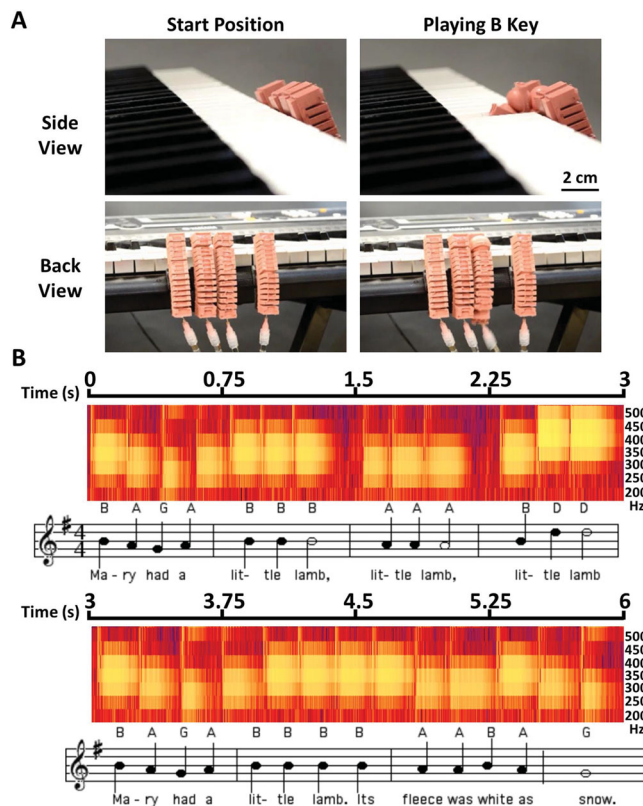 A
Start Position
Playing B Key
Side
View
2 cm
Back
View
B
Time (s) 0 0.75 1.5 2.25 3
500
450
400
350
300
250
200
Hz
B A G A B B B A A A B D D
4
4
Ma - ry had a lit- tle lamb, lit- tle lamb, lit- tle lamb
Time (s) 3 3.75 4.5 5.25 6
500
450
400
350
300
250
200
Hz
B A G A B B B B A A B A G
Ma - ry had a lit- tle lamb. Its fleece was white as snow.